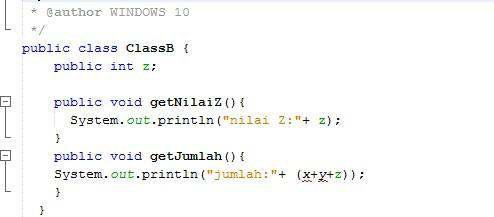 * @author WINDOWS 10
*/
public class ClassB {
public int z;
public void getNilaiZ(){
System.out.println("nilai Z:"+ z);
}
public void getJumlah(){
System.out.println("jumlah:"+ (x+y+z));
}
}